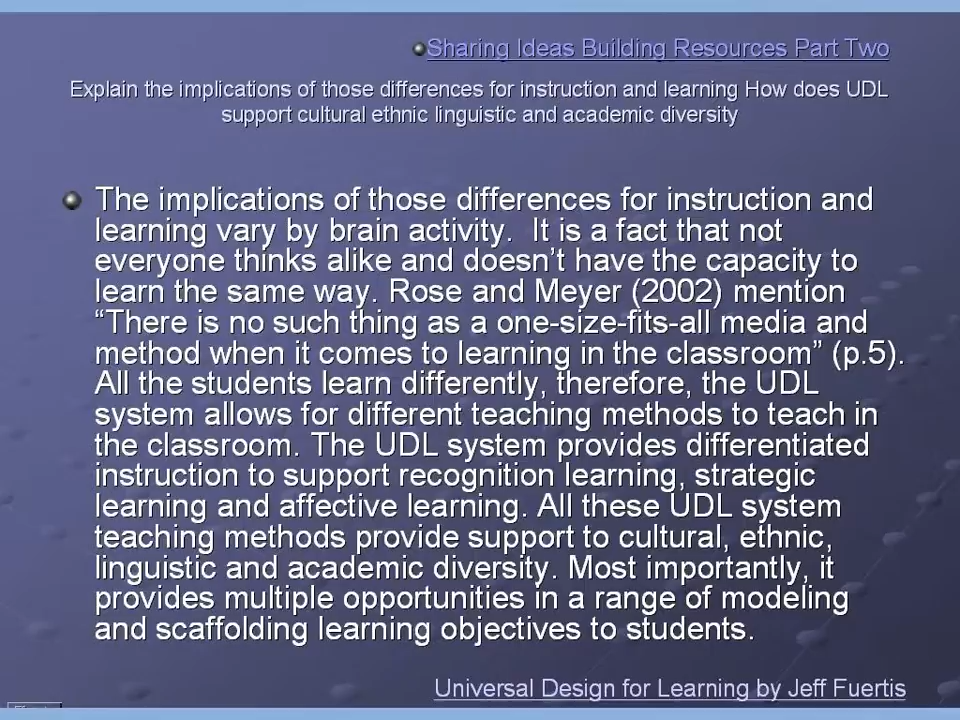 Sharing Ideas Building Resources Part Two
Explain the implications of those differences for instruction and learning How does UDL
support cultural ethnic linguistic and academic diversity
The implications of those differences for instruction and
learning vary by brain activity.  It is a fact that not
everyone thinks alike and doesn’t have the capacity to
learn the same way. Rose and Meyer (2002) mention
“There is no such thing as a one-size-fits-all media and
method when it comes to learning in the classroom” (p.5).
All the students learn differently, therefore, the UDL
system allows for different teaching methods to teach in
the classroom. The UDL system provides differentiated
instruction to support recognition learning, strategic
learning and affective learning. All these UDL system
teaching methods provide support to cultural, ethnic,
linguistic and academic diversity. Most importantly, it
provides multiple opportunities in a range of modeling
and scaffolding learning objectives to students.
Universal Design for Learning by Jeff Fuertis